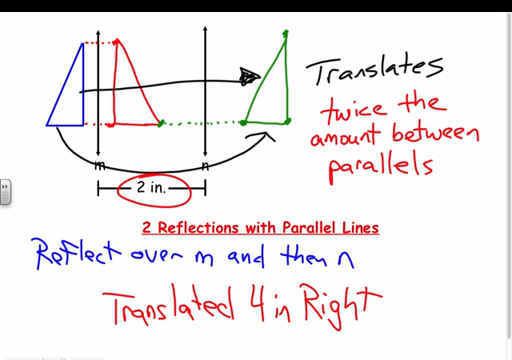 Translates
twice the
amount between
parallels
m
n
2 in.
2 Reflections with Parallel Lines
Reflect over m and then n
Translated 4 in Right